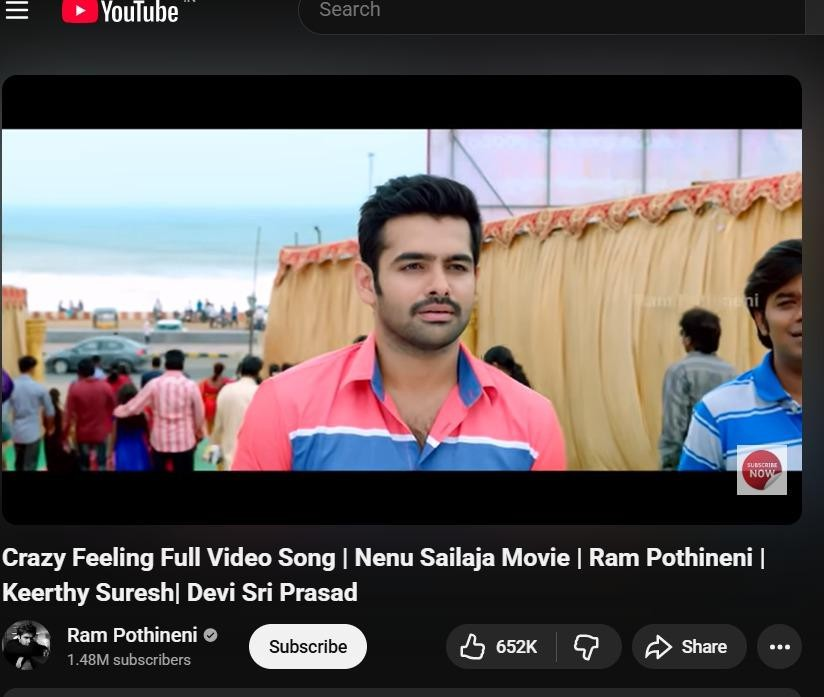 YouTube
Search
Ram Pothineni
SUBSCRIBE
NOW
Crazy Feeling Full Video Song | Nenu Sailaja Movie | Ram Pothineni |
Keerthy Suresh| Devi Sri Prasad
Ram Pothineni
1.48M subscribers
Subscribe
652K
Share